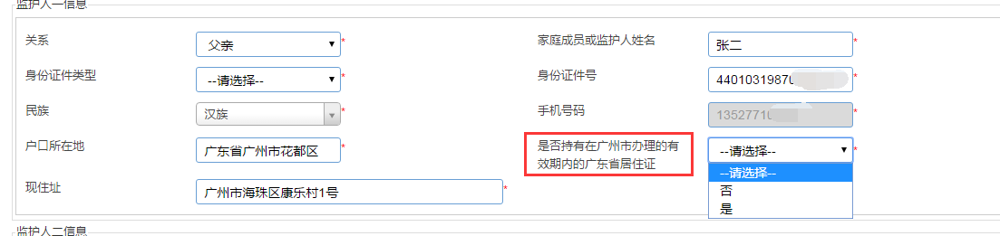 监护人一信息
关系 父亲 * 家庭成员或监护人姓名 张二 *
身份证件类型 --请选择-- * 身份证件号 4401031987 *
民族 汉族 手机号码 1352771 *
户口所在地 广东省广州市花都区 * 是否持有在广州市办理的有 --请选择-- *
效期内的广东省居住证 --请选择--
否
现住址 广州市海珠区康乐村1号 *
是
监护人二信息